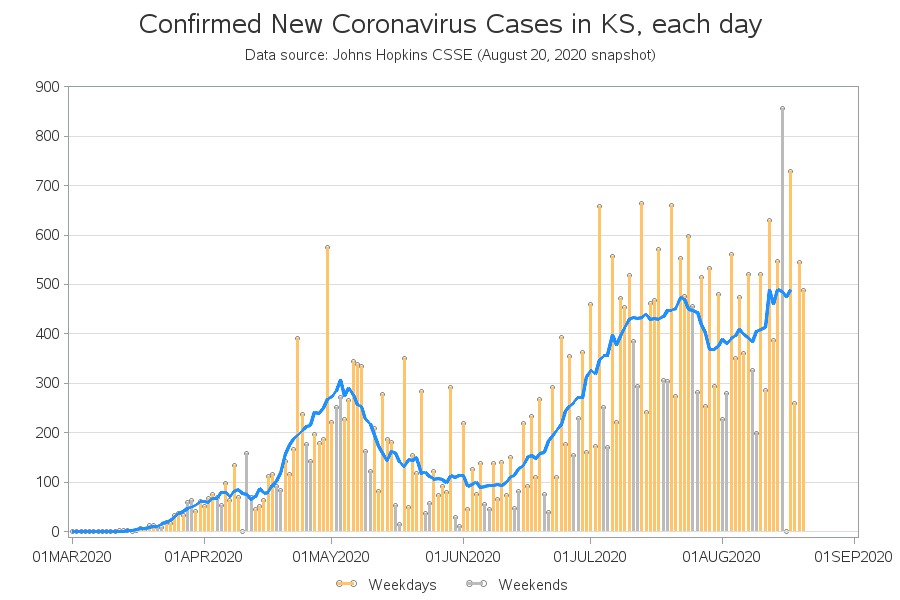 Confirmed New Coronavirus Cases in KS, each day
Data source: Johns Hopkins CSSE (August 20, 2020 snapshot)
900
800
700
600
500
400
300
200
100
0
01MAR2020 01APR2020 01MAY2020 01JUN2020 01JUL2020 01AUG2020 01SEP2020
Weekdays Weekends